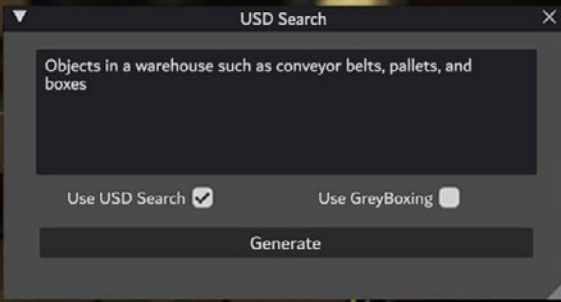 USD Search
Objects in a warehouse such as conveyor belts, pallets, and
boxes
Use USD Search
Use GreyBoxing
Generate